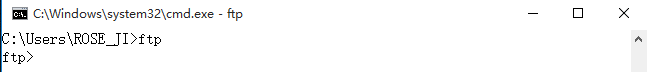 C:\Windows\system32\cmd.exe - ftp
C:\Users\ROSE_JI>ftp
ftp>